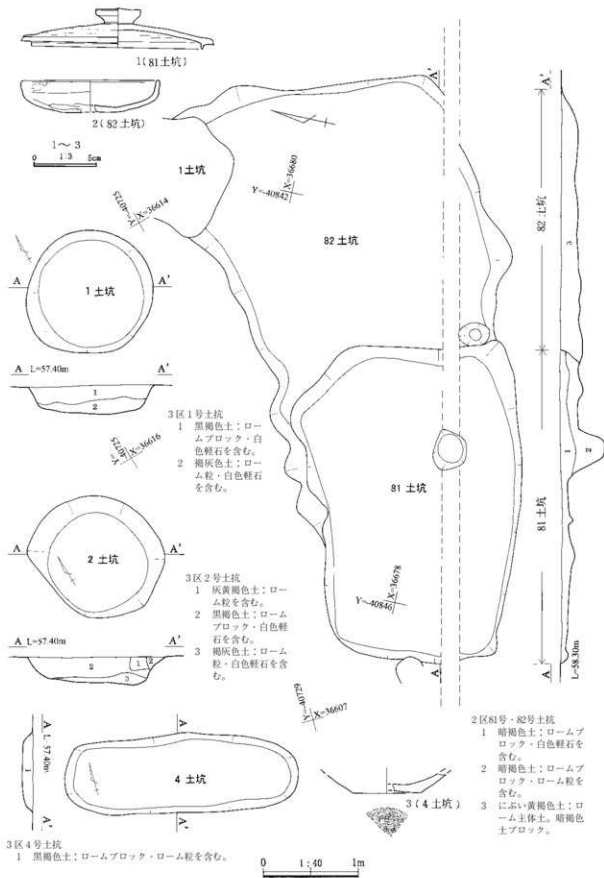 1(81土坑)
2(82土坑)
1～3
0 1:3 5cm
Y=-40725
X=36614
A
A'
1土坑
A L=57.40m A'
1
2
3区1号土坑
1 黒褐色土：ロー
ムブロック・白
色軽石を含む。
2 褐灰色土：ロー
ム粒・白色軽石
を含む。
Y=-40725
X=36616
A
A'
2土坑
A L=57.40m A'
2
1
2
3
3区2号土坑
1 灰黄褐色土：ロー
ム粒を含む。
2 黒褐色土：ローム
ブロック・白色軽
石を含む。
3 褐灰色土：ローム
粒・白色軽石を含
む。
A L=57.40m A'
1
A
A'
4土坑
Y=-40729
X=36607
3区4号土坑
1 黒褐色土：ロームブロック・ローム粒を含む。
3(4土坑)
0 1:40 1m
1土坑
Y=-40842
X=36680
82土坑
81土坑
Y=-40846
X=36678
A'
A
A'
82土坑
3
81土坑
1
2
A
L=58.30m
2区81号・82号土坑
1 暗褐色土：ロームブ
ロック・白色軽石を
含む。
2 暗褐色土：ロームブ
ロック・ローム粒を
含む。
3 にぶい黄褐色土：ロ
ーム主体土。暗褐色
土ブロック。